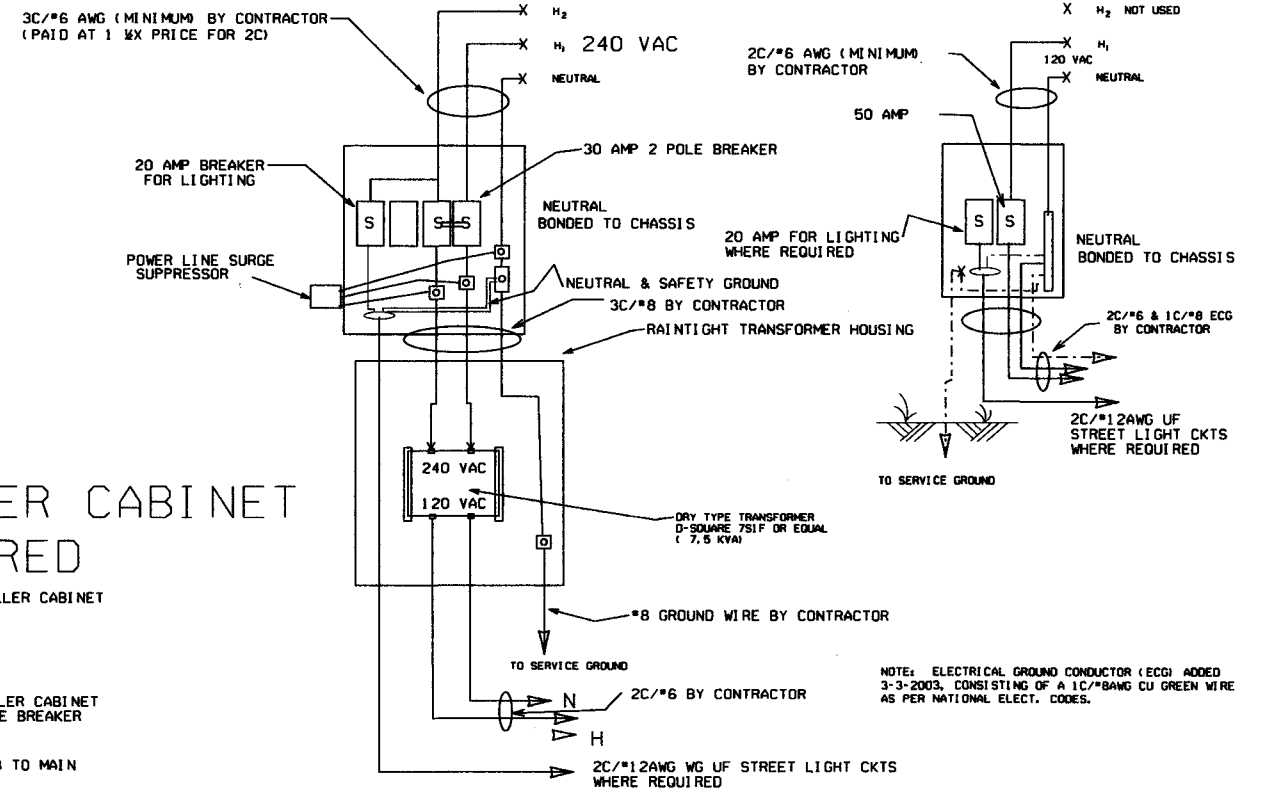 3C/#6 AWG (MINIMUM) BY CONTRACTOR
(PAID AT 1 ½X PRICE FOR 2C)
H2
H1 240 VAC
NEUTRAL
20 AMP BREAKER
FOR LIGHTING
30 AMP 2 POLE BREAKER
S
S
S
NEUTRAL
BONDED TO CHASSIS
POWER LINE SURGE
SUPPRESSOR
NEUTRAL & SAFETY GROUND
3C/#8 BY CONTRACTOR
RAINTIGHT TRANSFORMER HOUSING
240 VAC
120 VAC
DRY TYPE TRANSFORMER
D-SQUARE 7S1F OR EQUAL
( 7.5 KVA)
#8 GROUND WIRE BY CONTRACTOR
TO SERVICE GROUND
2C/#6 BY CONTRACTOR
N
H
2C/#12AWG WG UF STREET LIGHT CKTS
WHERE REQUIRED
H2 NOT USED
H1
120 VAC
NEUTRAL
2C/#6 AWG (MINIMUM)
BY CONTRACTOR
50 AMP
S
S
20 AMP FOR LIGHTING
WHERE REQUIRED
NEUTRAL
BONDED TO CHASSIS
2C/#6 & 1C/#8 ECG
BY CONTRACTOR
2C/#12AWG UF
STREET LIGHT CKTS
WHERE REQUIRED
TO SERVICE GROUND
NOTE: ELECTRICAL GROUND CONDUCTOR (ECG) ADDED
3-3-2003, CONSISTING OF A 1C/#8AWG CU GREEN WIRE
AS PER NATIONAL ELECT. CODES.
ER CABINET
RED
LLER CABINET
LER CABINET
E BREAKER
TO MAIN